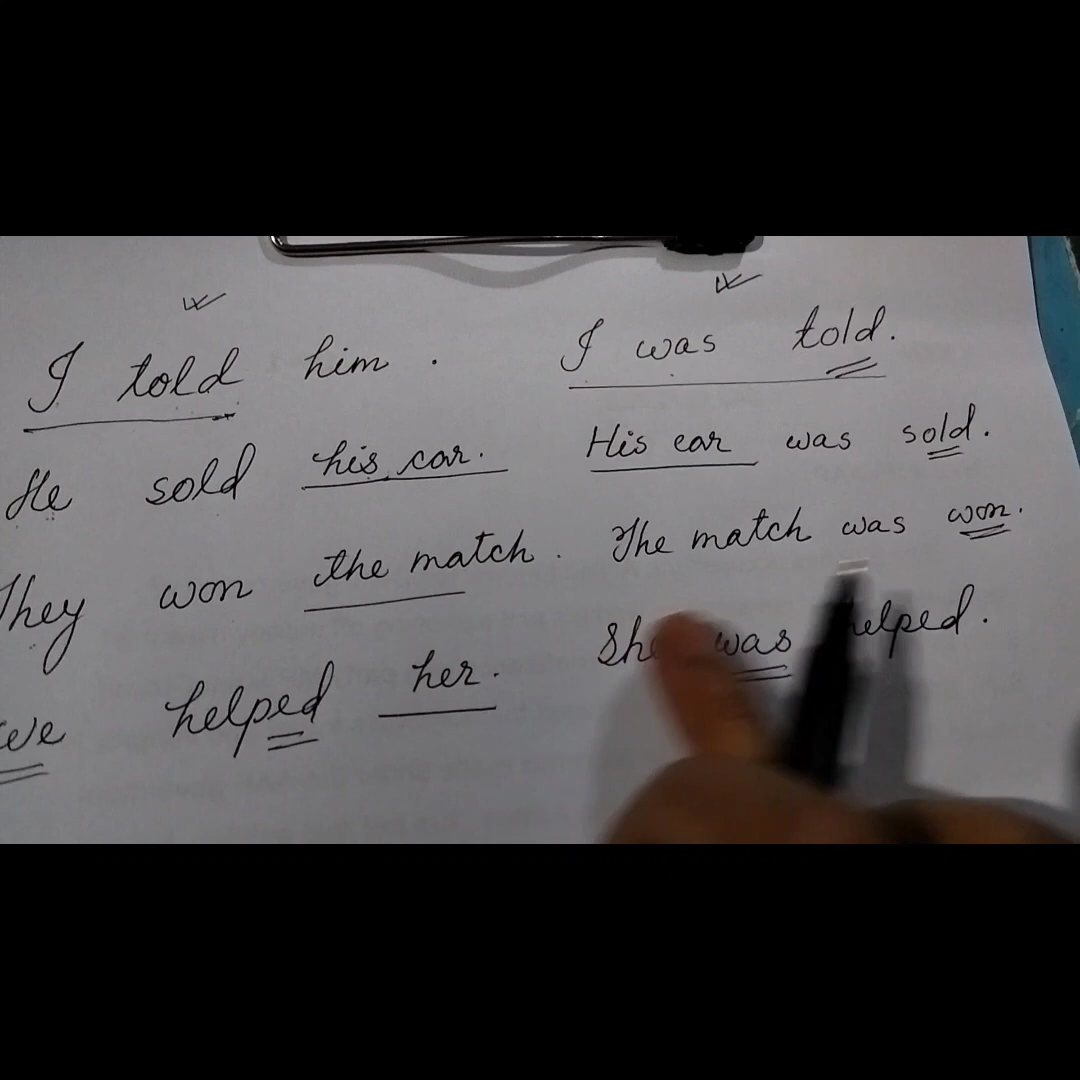 I told him. I was told.
He sold his car. His car was sold.
They won the match. The match was won.
we helped her. She was helped.